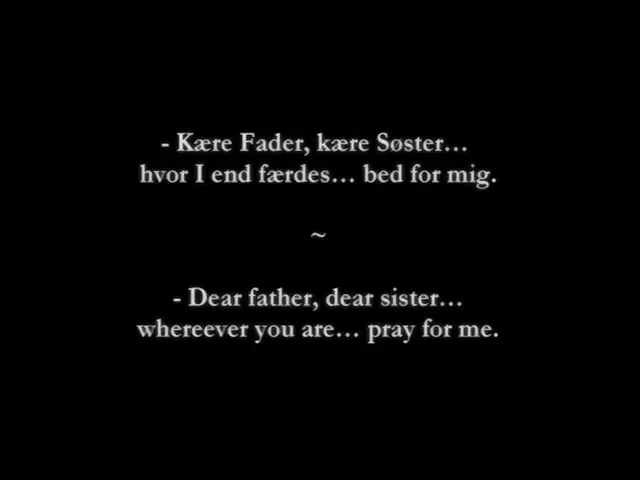 - Kære Fader, kære Søster…
hvor I end færdes… bed for mig.
~
- Dear father, dear sister…
whereever you are… pray for me.